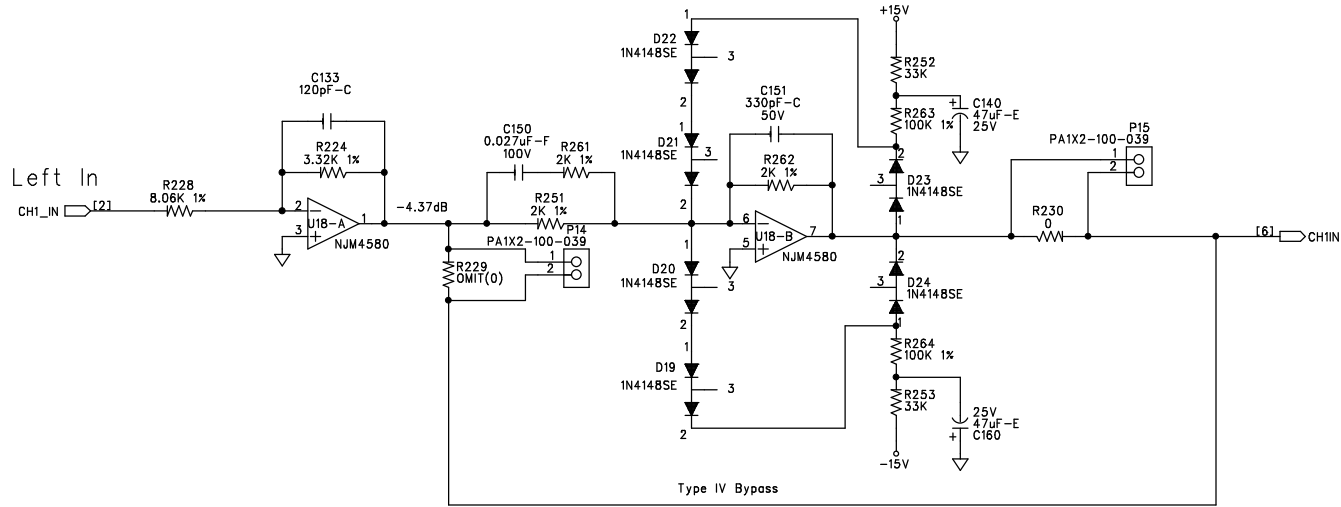 Left In
CH1_IN
[2]
R228
8.06K 1%
C133
120pF-C
R224
3.32K 1%
2
3
1
U18-A
NJM4580
-4.37dB
C150
0.027uF-F
100V
R261
2K 1%
R251
2K 1%
P14
PA1X2-100-039
1
2
R229
OMIT(0)
1
D22
1N4148SE
3
2
1
D21
1N4148SE
3
2
1
D20
1N4148SE
3
2
1
D19
1N4148SE
3
2
C151
330pF-C
50V
R262
2K 1%
6
5
7
U18-B
NJM4580
+15V
R252
33K
R263
100K 1%
C140
47uF-E
25V
+
2
D23
3
1N4148SE
1
2
D24
3
1N4148SE
1
R264
100K 1%
R253
33K
25V
47uF-E
C160
+
-15V
P15
PA1X2-100-039
1
2
R230
0
[6]
CH1IN
Type IV Bypass